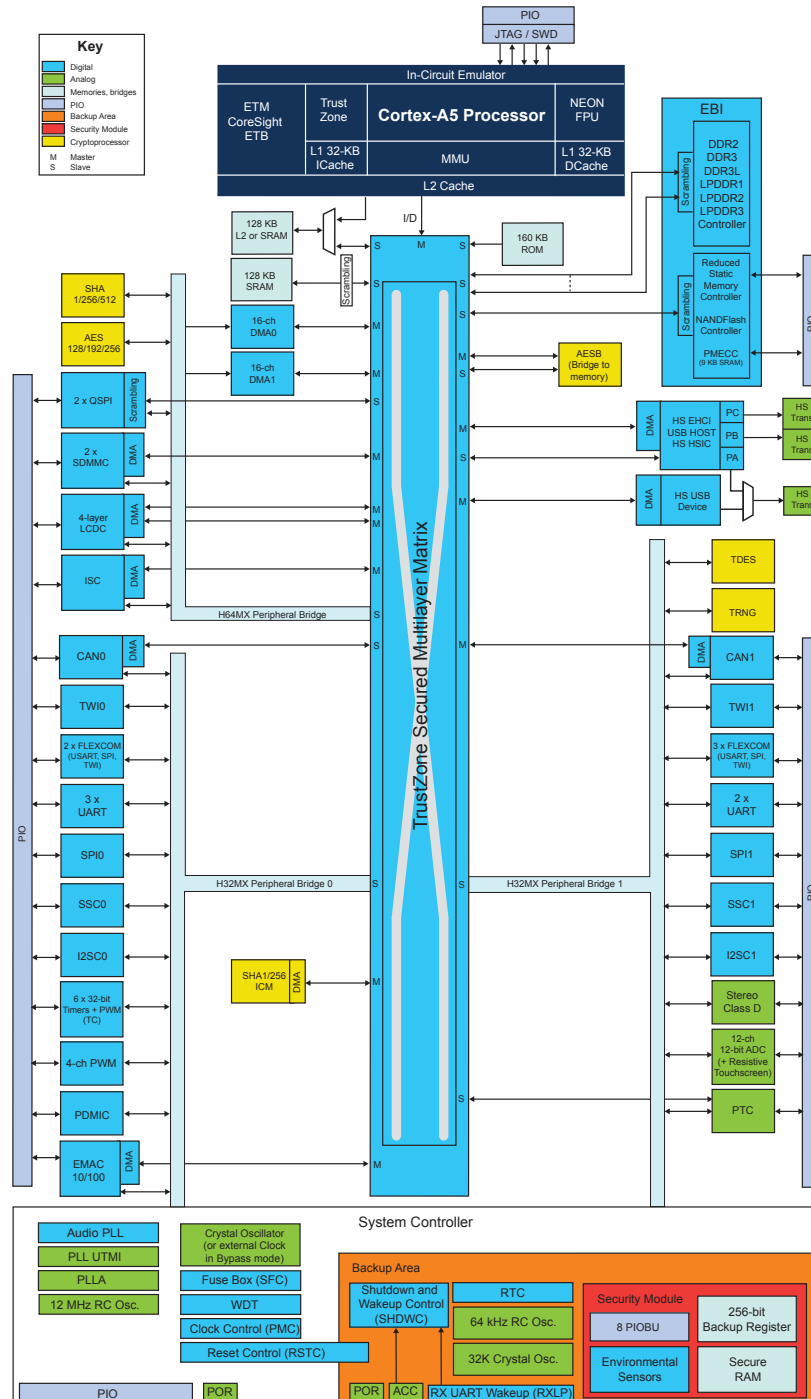 PIO
JTAG / SWD
Key
Digital
Analog
Memories, bridges
PIO
Backup Area
Security Module
Cryptoprocessor
M Master
S Slave
In-Circuit Emulator
ETM
CoreSight
ETB
Trust
Zone
Cortex-A5 Processor
NEON
FPU
L1 32-KB
ICache
MMU
L1 32-KB
DCache
L2 Cache
I/D
EBI
Scrambling
DDR2
DDR3
DDR3L
LPDDR1
LPDDR2
LPDDR3
Controller
Scrambling
Reduced
Static
Memory
Controller
NANDFlash
Controller
PMECC
(9 KB SRAM)
PIO
128 KB
L2 or SRAM
128 KB
SRAM
Scrambling
160 KB
ROM
S
M
S
S
S
S
S
SHA
1/256/512
AES
128/192/256
16-ch
DMA0
M
16-ch
DMA1
M
M
S
AESB
(Bridge to
memory)
PIO
2 x QSPI
Scrambling
S
2 x
SDMMC
DMA
M
4-layer
LCDC
DMA
M
M
ISC
DMA
M
H64MX Peripheral Bridge
S
M
S
M
DMA
HS EHCI
USB HOST
HS HSIC
PC
PB
PA
HS
Trans
HS
Trans
DMA
HS USB
Device
HS
Trans
TDES
TRNG
TrustZone Secured Multilayer Matrix
CAN0
DMA
S
M
DMA
CAN1
TWI0
TWI1
2 x FLEXCOM
(USART, SPI,
TWI)
3 x FLEXCOM
(USART, SPI,
TWI)
3 x
UART
2 x
UART
SPI0
SPI1
H32MX Peripheral Bridge 0
S
S
H32MX Peripheral Bridge 1
SSC0
SSC1
I2SC0
I2SC1
SHA1/256
ICM
DMA
M
6 x 32-bit
Timers + PWM
(TC)
Stereo
Class D
4-ch PWM
12-ch
12-bit ADC
(+ Resistive
Touchscreen)
PDMIC
S
PTC
EMAC
10/100
DMA
M
PIO
System Controller
Audio PLL
PLL UTMI
PLLA
12 MHz RC Osc.
Crystal Oscillator
(or external Clock
in Bypass mode)
Fuse Box (SFC)
WDT
Clock Control (PMC)
Reset Control (RSTC)
PIO
POR
Backup Area
Shutdown and
Wakeup Control
(SHDWC)
RTC
64 kHz RC Osc.
32K Crystal Osc.
POR
ACC
RX UART Wakeup (RXLP)
Security Module
8 PIOBU
256-bit
Backup Register
Environmental
Sensors
Secure
RAM